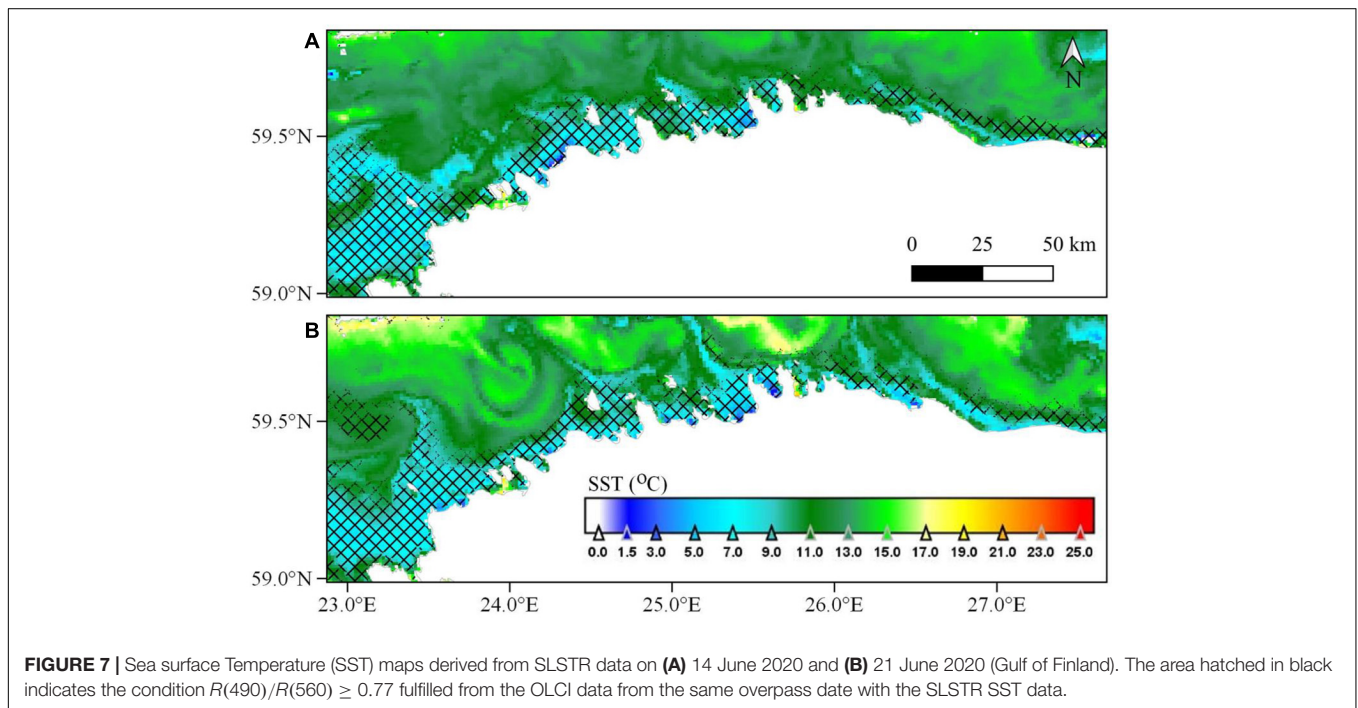 A
N
59.5°N
0 25 50 km
59.0°N
B
59.5°N
SST (°C)
0.0 1.5 3.0 5.0 7.0 9.0 11.0 13.0 15.0 17.0 19.0 21.0 23.0 25.0
59.0°N
23.0°E 24.0°E 25.0°E 26.0°E 27.0°E
FIGURE 7 | Sea surface Temperature (SST) maps derived from SLSTR data on (A) 14 June 2020 and (B) 21 June 2020 (Gulf of Finland). The area hatched in black
indicates the condition R(490)/R(560) ≥ 0.77 fulfilled from the OLCI data from the same overpass date with the SLSTR SST data.